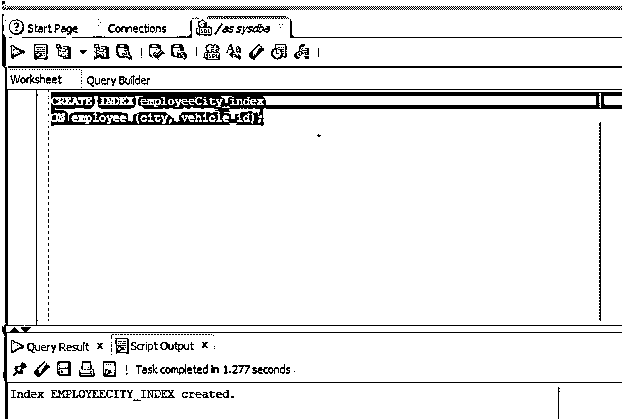 Start Page Connections /as sysdba
Worksheet Query Builder
CREATE INDEX employeeCity_index
ON employee (city, vehicle_id);
Query Result x Script Output x
Task completed in 1.277 seconds
Index EMPLOYEECITY_INDEX created.